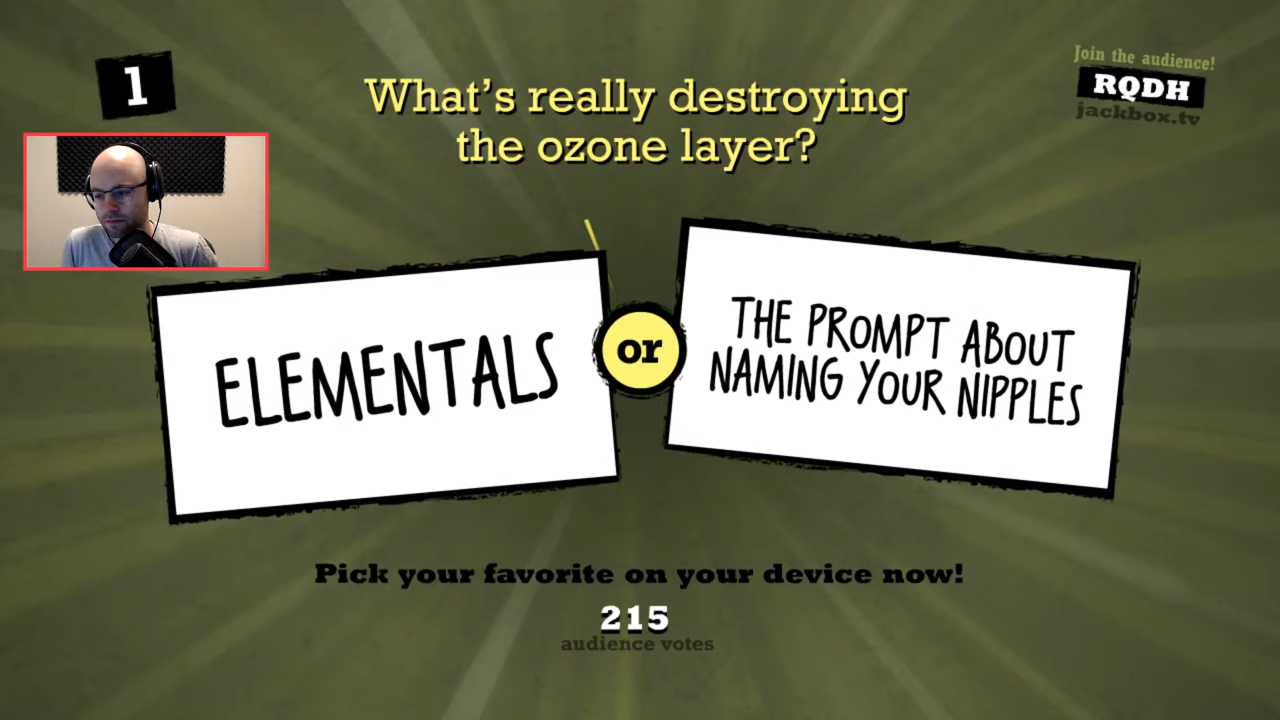 1
Join the audience!
RQDH
jackbox.tv
What's really destroying
the ozone layer?
ELEMENTALS
or
THE PROMPT ABOUT
NAMING YOUR NIPPLES
Pick your favorite on your device now!
215
audience votes